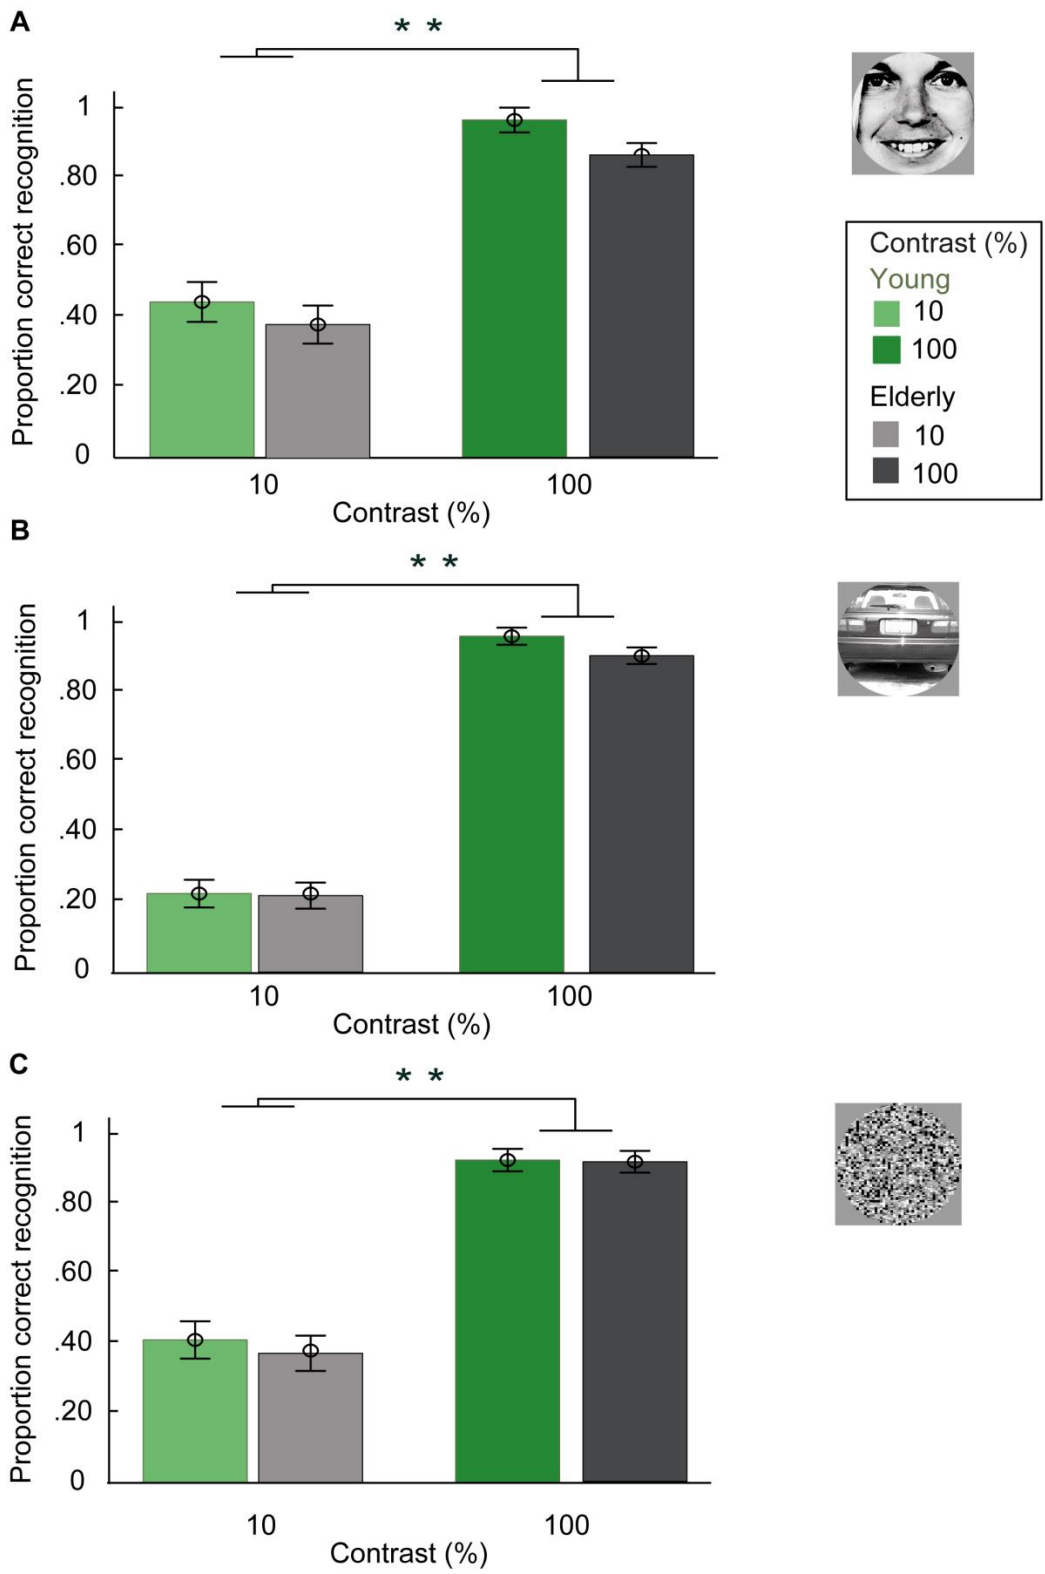 A
* *
Proportion correct recognition
1
.80
.60
.40
.20
0
10
100
Contrast (%)
Contrast (%)
Young
10
100
Elderly
10
100
B
* *
Proportion correct recognition
1
.80
.60
.40
.20
0
10
100
Contrast (%)
C
* *
Proportion correct recognition
1
.80
.60
.40
.20
0
10
100
Contrast (%)